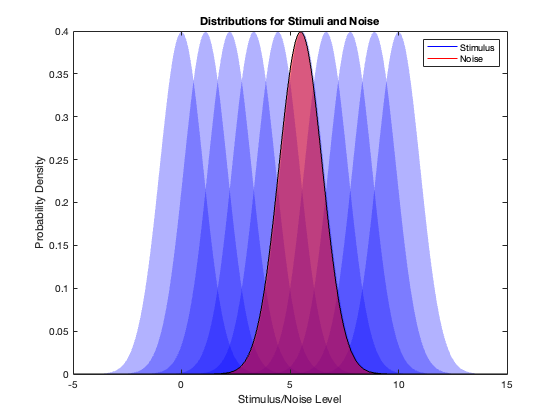 Distributions for Stimuli and Noise
Stimulus
Noise
Probability Density
0.4
0.35
0.3
0.25
0.2
0.15
0.1
0.05
0
-5
0
5
10
15
Stimulus/Noise Level